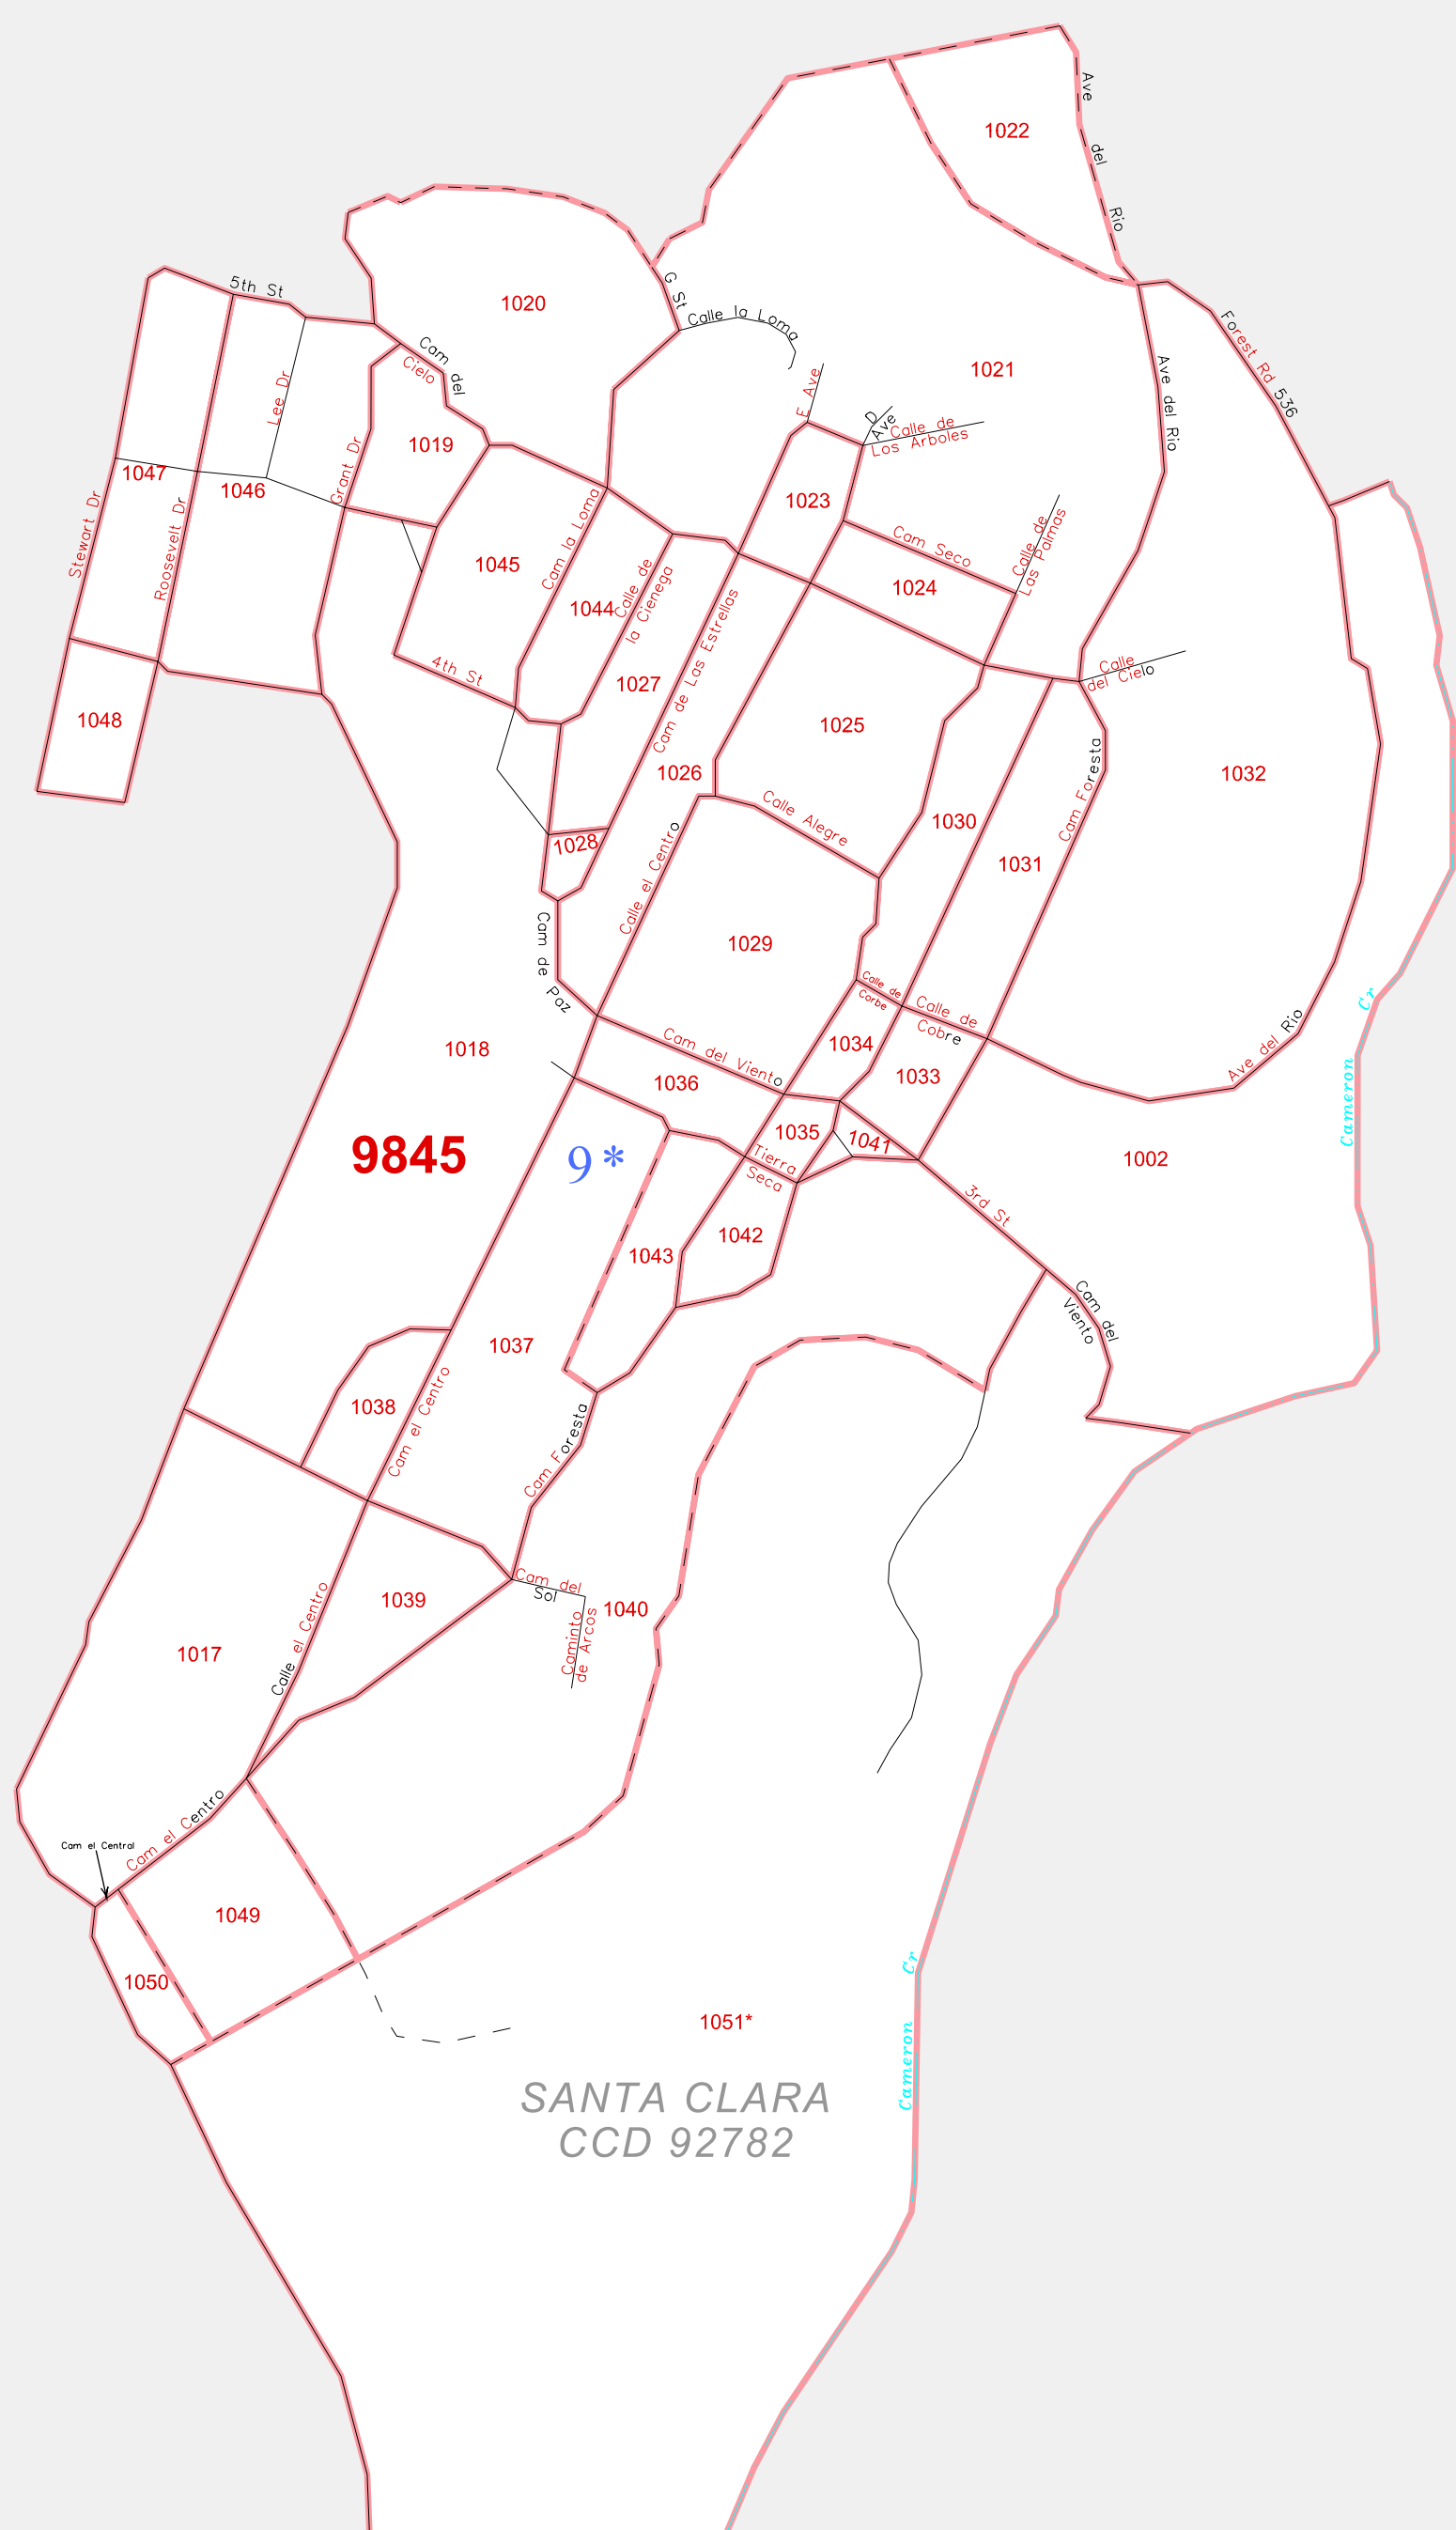 Ave
del
Rio
1022
5th St
1020
G St
Calle la Loma
Forest Rd 536
Cam del
Cielo
1021
E Ave
D
Ave
Calle de
Los Arboles
Ave del Rio
Lee Dr
1019
Grant Dr
1047
1046
Stewart Dr
Roosevelt Dr
1023
Cam la Loma
1045
Cam Seco
Calle de
Las Palmas
1024
1044
Calle de
la Cienega
4th St
1027
Cam de Las Estrellas
Calle
del Cielo
1048
1025
1026
Cam Foresto
1032
Calle Alegre
1030
1028
1031
Calle el Centro
Cam de Paz
1029
Calle de
Corbe
Calle de
Cobre
Cameron Cr
Ave del Rio
1018
Cam del Viento
1034
1036
1033
9845
9*
1035
1041
Tierra
Seca
1002
3rd St
1043
1042
Cam del
Viento
1037
1038
Cam el Centro
Cam Foresta
Cam del
Sol
1039
1040
Caminto
de Arcos
Calle el Centro
1017
Cam el Centro
Cam el Central
1049
1050
Cameron Cr
1051*
SANTA CLARA
CCD 92782